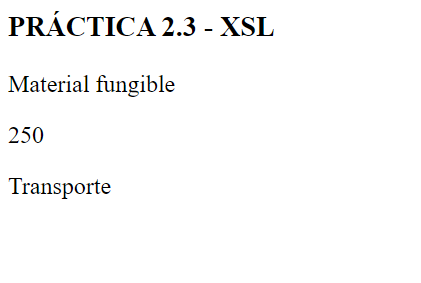 PRÁCTICA 2.3 - XSL
Material fungible
250
Transporte